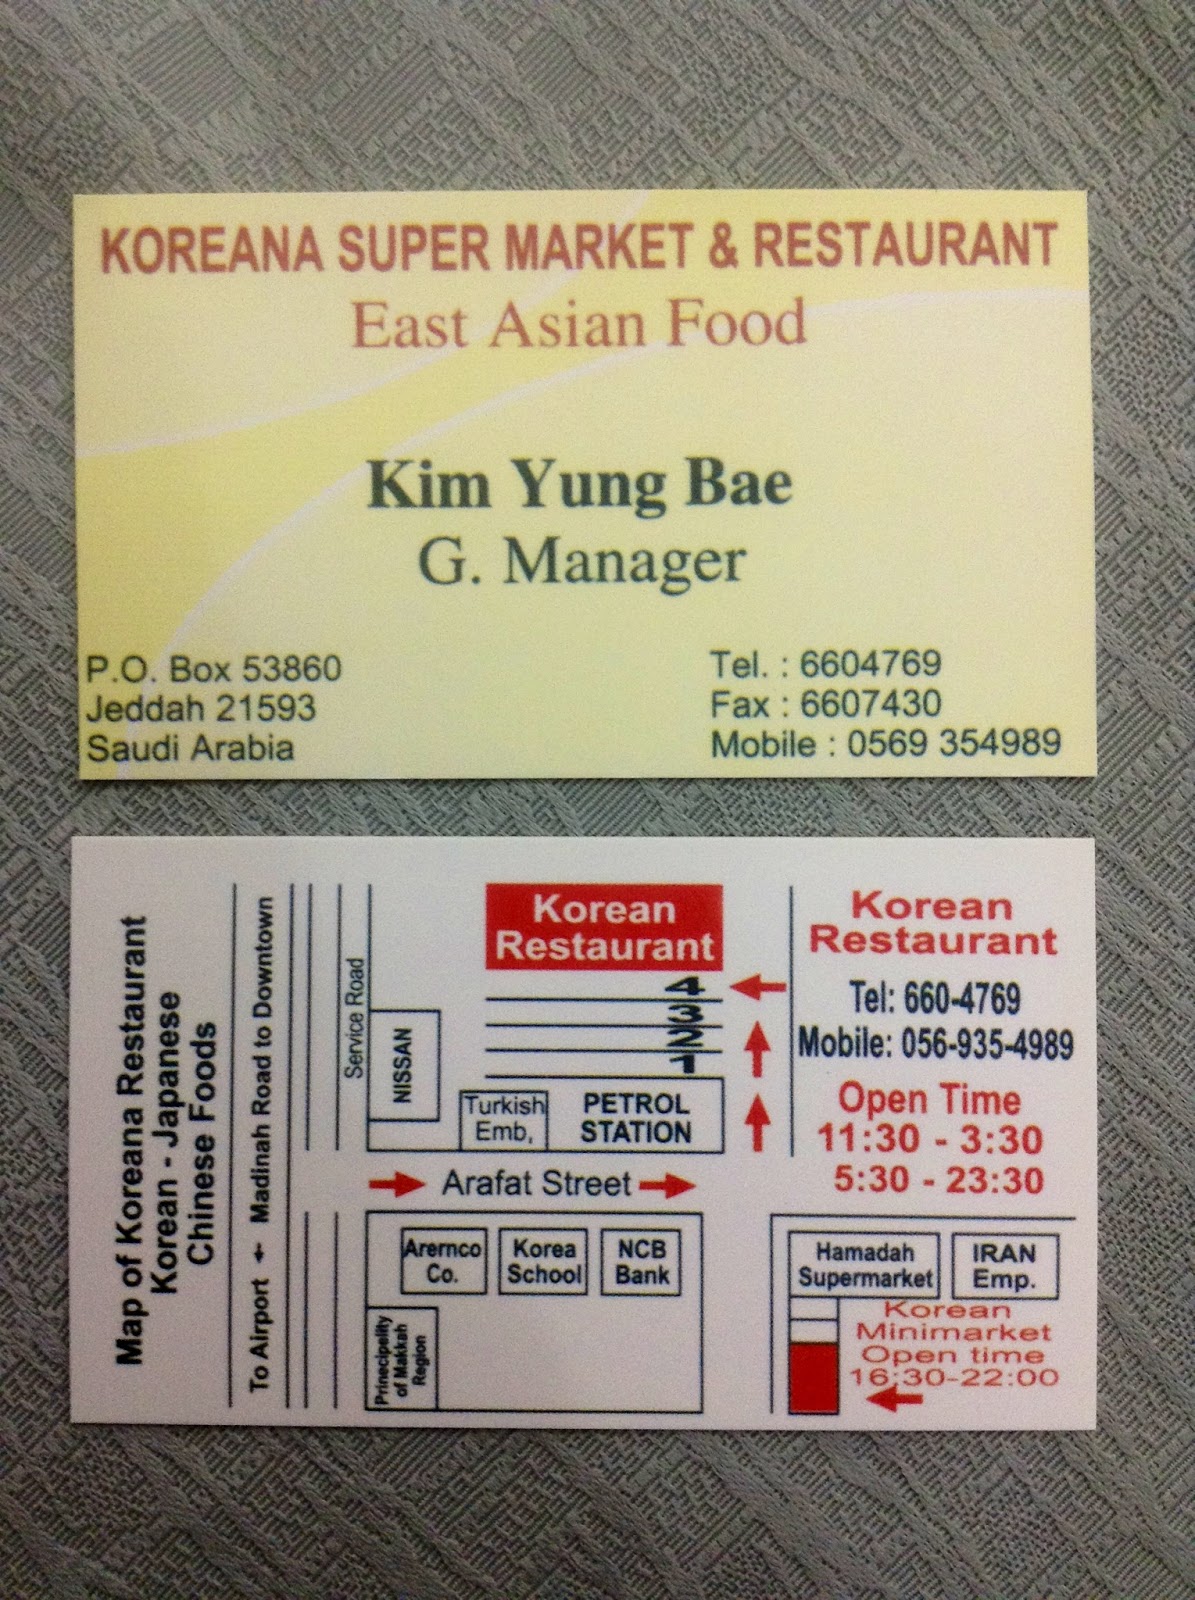 KOREANA SUPER MARKET & RESTAURANT
East Asian Food
Kim Yung Bae
G. Manager
P.O. Box 53860
Jeddah 21593
Saudi Arabia
Tel. : 6604769
Fax : 6607430
Mobile : 0569 354989
Map of Koreana Restaurant
Korean - Japanese
Chinese Foods
To Airport ← Madinah Road to Downtown
Service Road
NISSAN
Korean
Restaurant
4
3
2
1
Turkish
Emb,
PETROL
STATION
Arafat Street
Aremco
Co.
Korea
School
NCB
Bank
Prinecipelity
of Makkah
Region
Korean
Restaurant
Tel: 660-4769
Mobile: 056-935-4989
Open Time
11:30 - 3:30
5:30 - 23:30
Hamadah
Supermarket
IRAN
Emp.
Korean
Minimarket
Open time
16:30-22:00